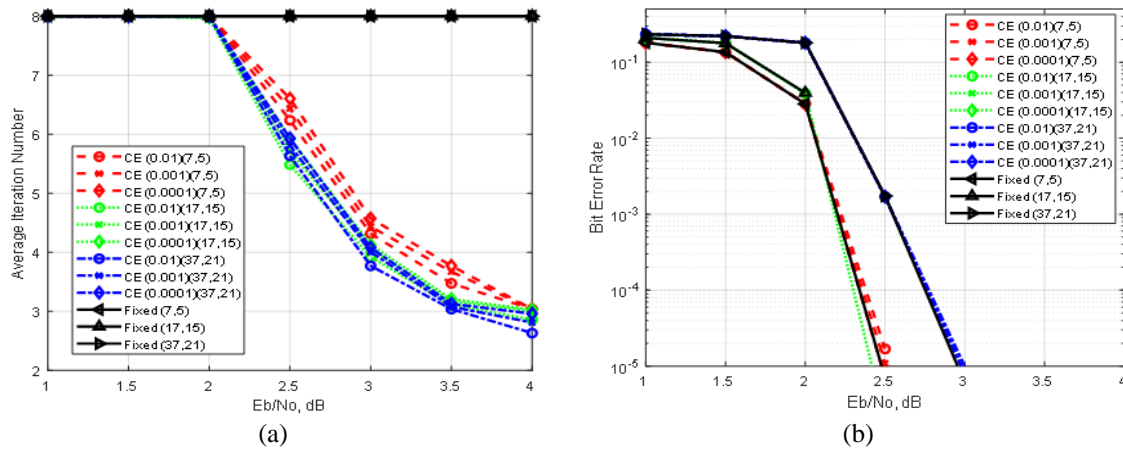 8
7
6
5
4
3
2
Average Iteration Number
CE (0.01)(7,5)
CE (0.001)(7,5)
CE (0.0001)(7,5)
CE (0.01)(17,15)
CE (0.001)(17,15)
CE (0.0001)(17,15)
CE (0.01)(37,21)
CE (0.001)(37,21)
CE (0.0001)(37,21)
Fixed (7,5)
Fixed (17,15)
Fixed (37,21)
1 1.5 2 2.5 3 3.5 4
Eb/No, dB
(a)
10-1
10-2
10-3
10-4
10-5
Bit Error Rate
CE (0.01)(7,5)
CE (0.001)(7,5)
CE (0.0001)(7,5)
CE (0.01)(17,15)
CE (0.001)(17,15)
CE (0.0001)(17,15)
CE (0.01)(37,21)
CE (0.001)(37,21)
CE (0.0001)(37,21)
Fixed (7,5)
Fixed (17,15)
Fixed (37,21)
1 1.5 2 2.5 3 3.5 4
Eb/No, dB
(b)